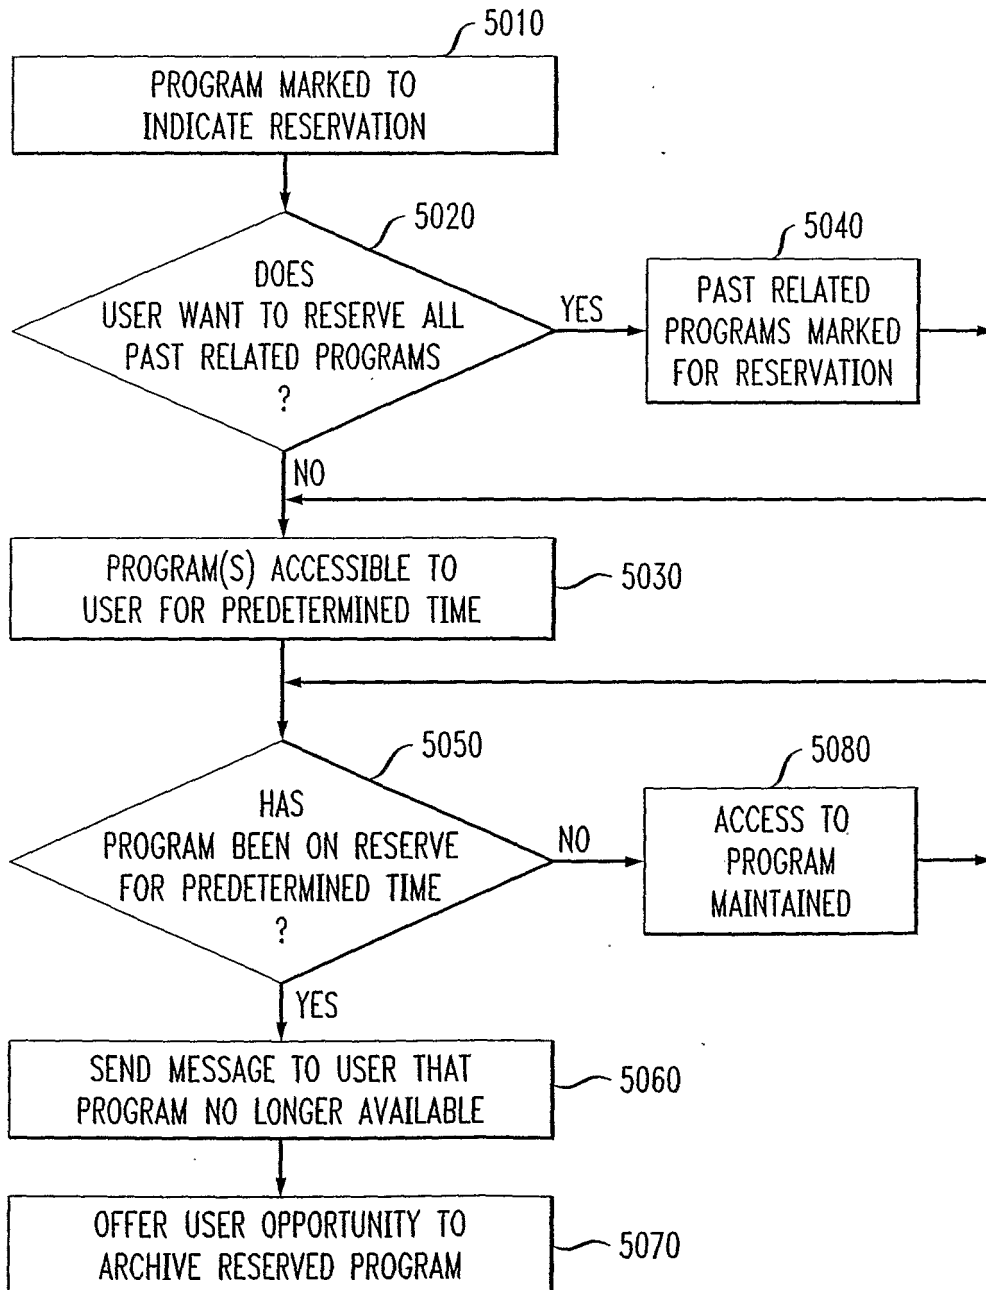 5010
PROGRAM MARKED TO
INDICATE RESERVATION
5020
DOES
USER WANT TO RESERVE ALL
PAST RELATED PROGRAMS
?
YES
5040
PAST RELATED
PROGRAMS MARKED
FOR RESERVATION
NO
PROGRAM(S) ACCESSIBLE TO
USER FOR PREDETERMINED TIME
5030
5050
HAS
PROGRAM BEEN ON RESERVE
FOR PREDETERMINED TIME
?
NO
5080
ACCESS TO
PROGRAM
MAINTAINED
YES
SEND MESSAGE TO USER THAT
PROGRAM NO LONGER AVAILABLE
5060
OFFER USER OPPORTUNITY TO
ARCHIVE RESERVED PROGRAM
5070